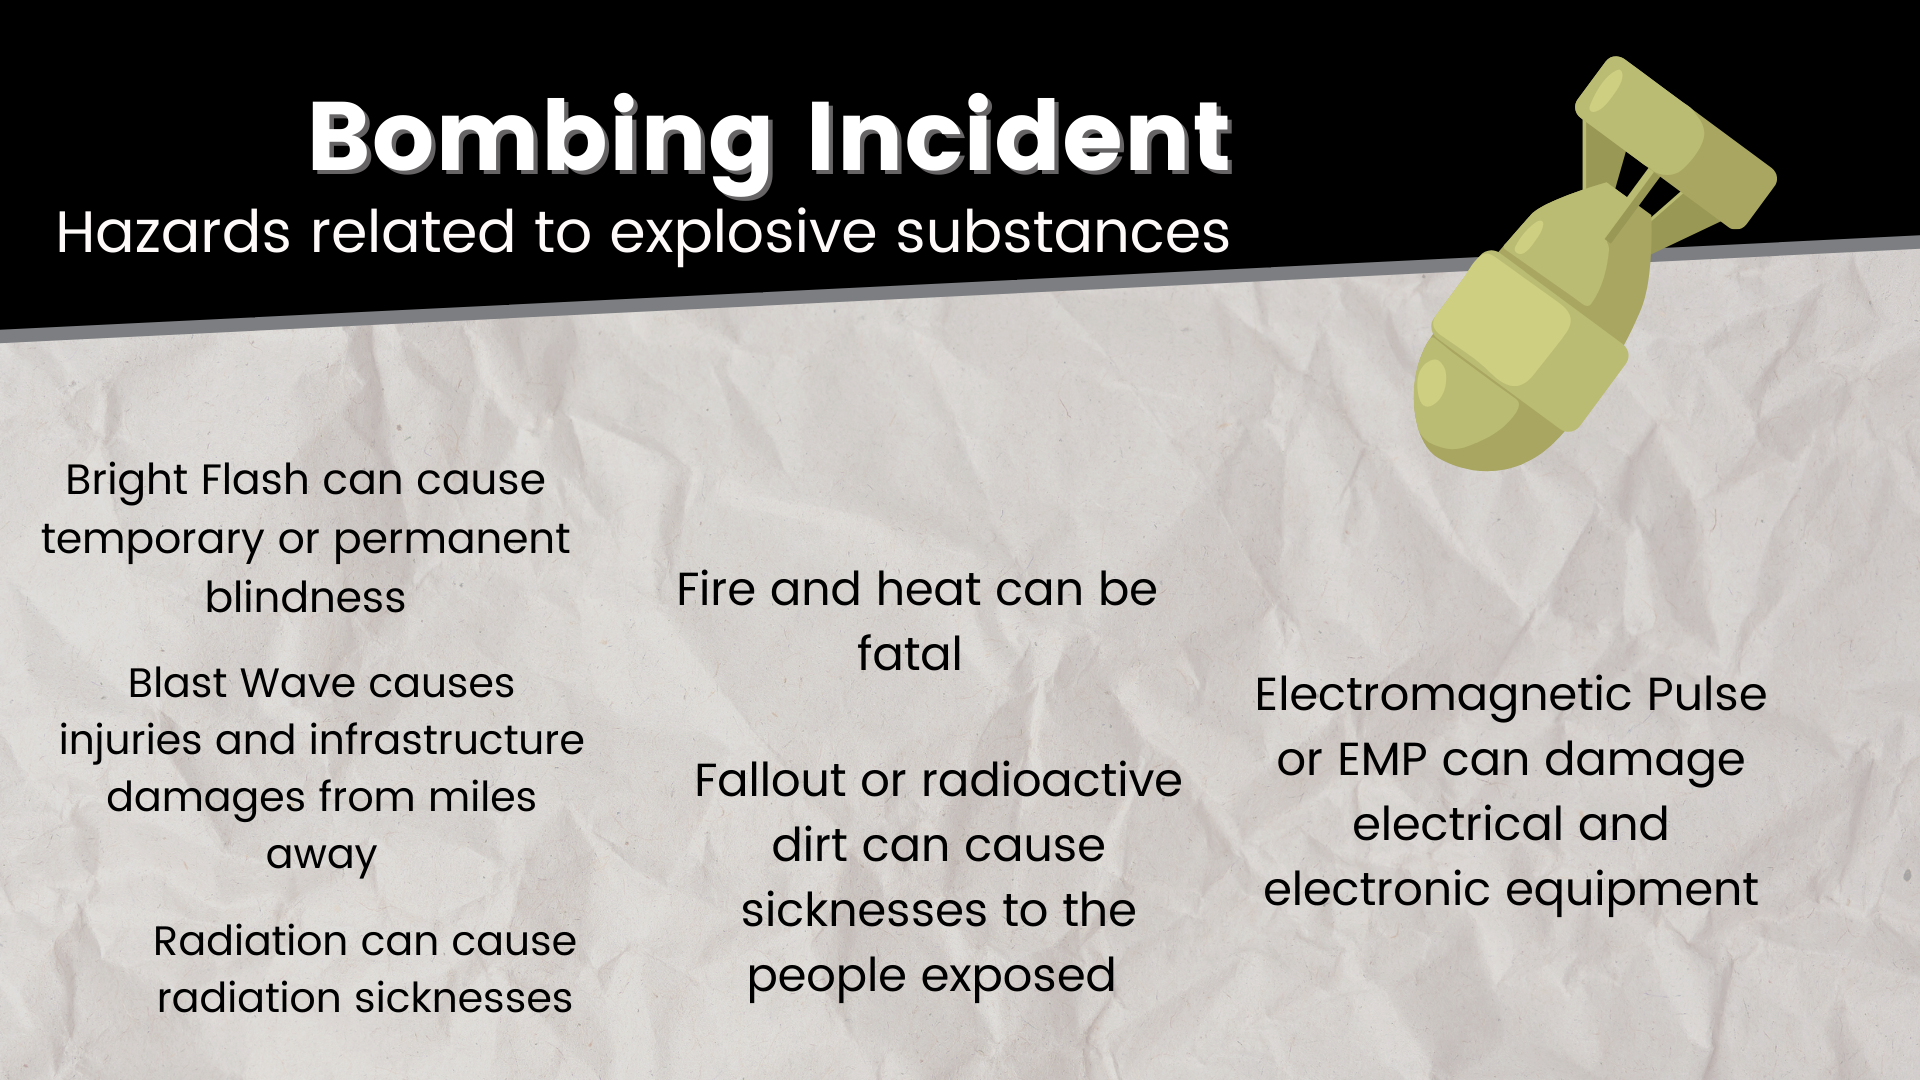 Bombing Incident
Hazards related to explosive substances
Bright Flash can cause
temporary or permanent
blindness
Blast Wave causes
injuries and infrastructure
damages from miles
away
Radiation can cause
radiation sicknesses
Fire and heat can be
fatal
Fallout or radioactive
dirt can cause
sicknesses to the
people exposed
Electromagnetic Pulse
or EMP can damage
electrical and
electronic equipment